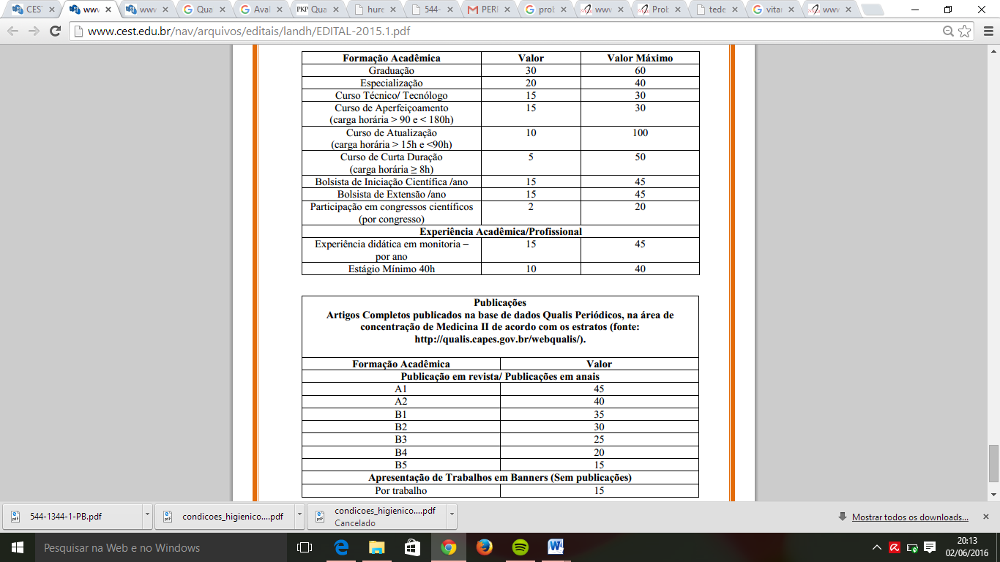 CEST
www
www
Qua
Aval
PKP Qua
hure
544-
PERI
prob
www
Prob
tede
vita
www
www.cest.edu.br/nav/arquivos/editais/landh/EDITAL-2015.1.pdf
Formação Acadêmica Valor Valor Máximo
Graduação 30 60
Especialização 20 40
Curso Técnico/ Tecnólogo 15 30
Curso de Aperfeiçoamento 15 30
(carga horária > 90 e < 180h)
Curso de Atualização 10 100
(carga horária > 15h e <90h)
Curso de Curta Duração 5 50
(carga horária ≥ 8h)
Bolsista de Iniciação Científica /ano 15 45
Bolsista de Extensão /ano 15 45
Participação em congressos científicos 2 20
(por congresso)
Experiência Acadêmica/Profissional
Experiência didática em monitoria – 15 45
por ano
Estágio Mínimo 40h 10 40
Publicações
Artigos Completos publicados na base de dados Qualis Periódicos, na área de
concentração de Medicina II de acordo com os estratos (fonte:
http://qualis.capes.gov.br/webqualis/).
Formação Acadêmica Valor
Publicação em revista/ Publicações em anais
A1 45
A2 40
B1 35
B2 30
B3 25
B4 20
B5 15
Apresentação de Trabalhos em Banners (Sem publicações)
Por trabalho 15
544-1344-1-PB.pdf
condicoes_higienico....pdf
condicoes_higienico....pdf
Cancelado
Mostrar todos os downloads...
Pesquisar na Web e no Windows
20:13
02/06/2016